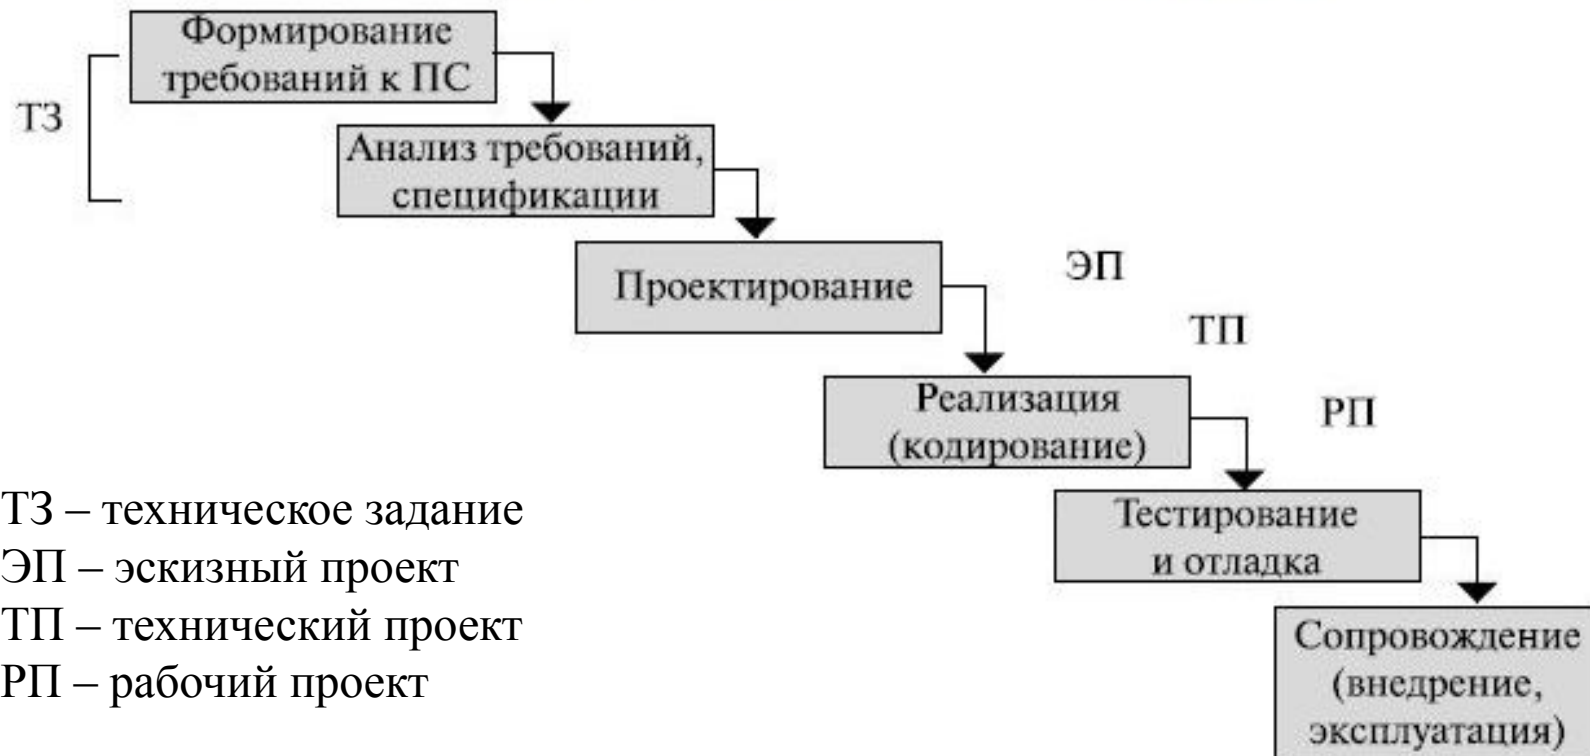 Формирование
требований к ПС
ТЗ
Анализ требований,
спецификации
Проектирование
ЭП
ТП
Реализация
(кодирование)
РП
Тестирование
и отладка
Сопровождение
(внедрение,
эксплуатация)
ТЗ – техническое задание
ЭП – эскизный проект
ТП – технический проект
РП – рабочий проект